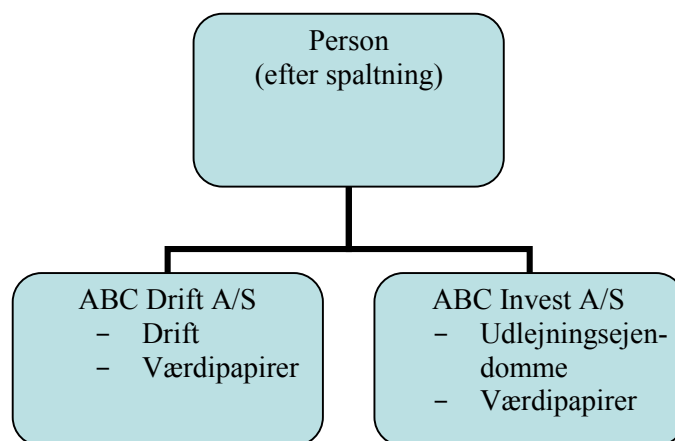 Person
(efter spaltning)
ABC Drift A/S
- Drift
- Værdipapirer
ABC Invest A/S
- Udlejningsejen-
domme
- Værdipapirer